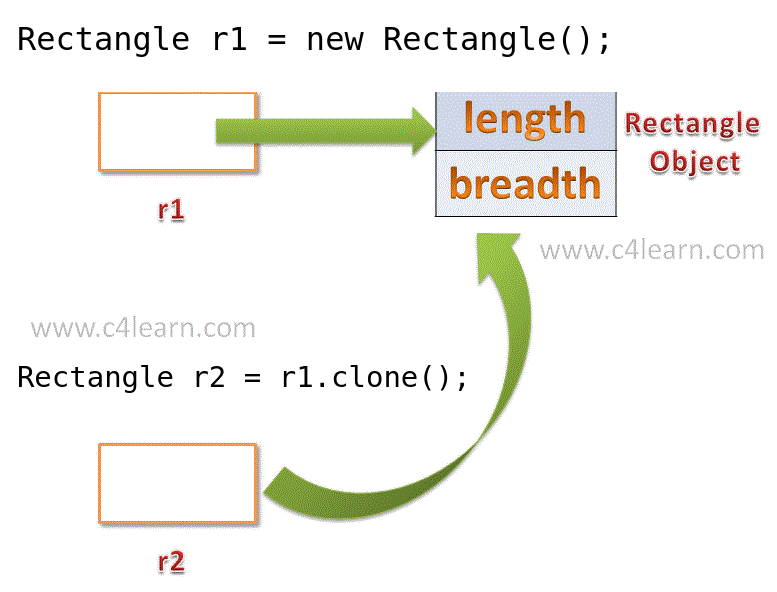 Rectangle r1 = new Rectangle();
length
breadth
Rectangle
Object
r1
www.c4learn.com
www.c4learn.com
Rectangle r2 = r1.clone();
r2